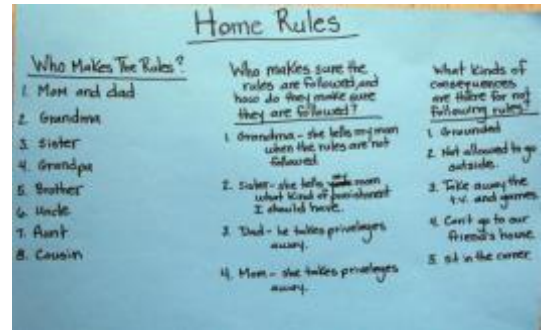 Home Rules
Who Makes The Rules?
1. Mom and dad
2. Grandma
3. Sister
4. Grandpa
5. Brother
6. Uncle
7. Aunt
8. Cousin
Who makes sure the
rules are followed, and
how do they make sure
they are followed?
1. Grandma - she tells my mom
when the rules are not
followed.
2. Sister - she tells mom
what kind of punishment
I should have.
3. Dad - he takes priveleges
away.
4. Mom - she takes priveleges
away.
What kinds of
consequences
are there for not
following rules?
1. Grounded
2. Not allowed to go
outside.
3. Take away the
t.v. and games.
4. Can't go to our
friend's house.
5. sit in the corner